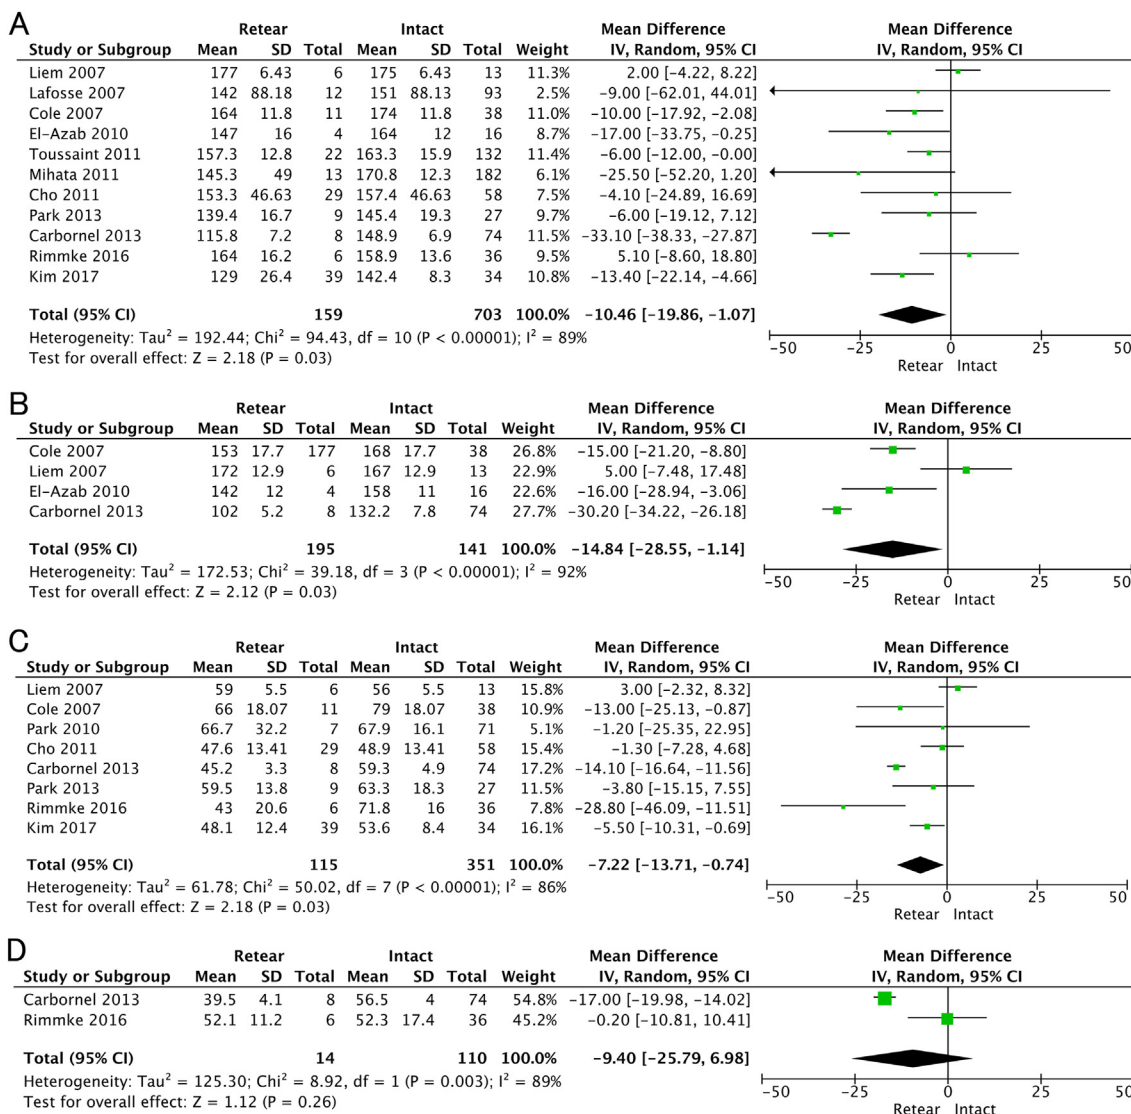 A
Retear Intact Mean Difference Mean Difference
Study or Subgroup Mean SD Total Mean SD Total Weight IV, Random, 95% CI IV, Random, 95% CI
Liem 2007 177 6.43 6 175 6.43 13 11.3% 2.00 [-4.22, 8.22]
Lafosse 2007 142 88.18 12 151 88.13 93 2.5% -9.00 [-62.01, 44.01]
Cole 2007 164 11.8 11 174 11.8 38 11.0% -10.00 [-17.92, -2.08]
El-Azab 2010 147 16 4 164 12 16 8.7% -17.00 [-33.75, -0.25]
Toussaint 2011 157.3 12.8 22 163.3 15.9 132 11.4% -6.00 [-12.00, -0.00]
Mihata 2011 145.3 49 13 170.8 12.3 182 6.1% -25.50 [-52.20, 1.20]
Cho 2011 153.3 46.63 29 157.4 46.63 58 7.5% -4.10 [-24.89, 16.69]
Park 2013 139.4 16.7 9 145.4 19.3 27 9.7% -6.00 [-19.12, 7.12]
Carbornel 2013 115.8 7.2 8 148.9 6.9 74 11.5% -33.10 [-38.33, -27.87]
Rimmke 2016 164 16.2 6 158.9 13.6 36 9.5% 5.10 [-8.60, 18.80]
Kim 2017 129 26.4 39 142.4 8.3 34 10.8% -13.40 [-22.14, -4.66]
Total (95% CI) 159 703 100.0% -10.46 [-19.86, -1.07]
Heterogeneity: Tau² = 192.44; Chi² = 94.43, df = 10 (P < 0.00001); I² = 89%
Test for overall effect: Z = 2.18 (P = 0.03)
-50 -25 0 25 50
Retear Intact
B
Retear Intact Mean Difference Mean Difference
Study or Subgroup Mean SD Total Mean SD Total Weight IV, Random, 95% CI IV, Random, 95% CI
Cole 2007 153 17.7 177 168 17.7 38 26.8% -15.00 [-21.20, -8.80]
Liem 2007 172 12.9 6 167 12.9 13 22.9% 5.00 [-7.48, 17.48]
El-Azab 2010 142 12 4 158 11 16 22.6% -16.00 [-28.94, -3.06]
Carbornel 2013 102 5.2 8 132.2 7.8 74 27.7% -30.20 [-34.22, -26.18]
Total (95% CI) 195 141 100.0% -14.84 [-28.55, -1.14]
Heterogeneity: Tau² = 172.53; Chi² = 39.18, df = 3 (P < 0.00001); I² = 92%
Test for overall effect: Z = 2.12 (P = 0.03)
-50 -25 0 25 50
Retear Intact
C
Retear Intact Mean Difference Mean Difference
Study or Subgroup Mean SD Total Mean SD Total Weight IV, Random, 95% CI IV, Random, 95% CI
Liem 2007 59 5.5 6 56 5.5 13 15.8% 3.00 [-2.32, 8.32]
Cole 2007 66 18.07 11 79 18.07 38 10.9% -13.00 [-25.13, -0.87]
Park 2010 66.7 32.2 7 67.9 16.1 71 5.1% -1.20 [-25.35, 22.95]
Cho 2011 47.6 13.41 29 48.9 13.41 58 15.4% -1.30 [-7.28, 4.68]
Carbornel 2013 45.2 3.3 8 59.3 4.9 74 17.2% -14.10 [-16.64, -11.56]
Park 2013 59.5 13.8 9 63.3 18.3 27 11.5% -3.80 [-15.15, 7.55]
Rimmke 2016 43 20.6 6 71.8 16 36 7.8% -28.80 [-46.09, -11.51]
Kim 2017 48.1 12.4 39 53.6 8.4 34 16.1% -5.50 [-10.31, -0.69]
Total (95% CI) 115 351 100.0% -7.22 [-13.71, -0.74]
Heterogeneity: Tau² = 61.78; Chi² = 50.02, df = 7 (P < 0.00001); I² = 86%
Test for overall effect: Z = 2.18 (P = 0.03)
-50 -25 0 25 50
Retear Intact
D
Retear Intact Mean Difference Mean Difference
Study or Subgroup Mean SD Total Mean SD Total Weight IV, Random, 95% CI IV, Random, 95% CI
Carbornel 2013 39.5 4.1 8 56.5 4 74 54.8% -17.00 [-19.98, -14.02]
Rimmke 2016 52.1 11.2 6 52.3 17.4 36 45.2% -0.20 [-10.81, 10.41]
Total (95% CI) 14 110 100.0% -9.40 [-25.79, 6.98]
Heterogeneity: Tau² = 125.30; Chi² = 8.92, df = 1 (P = 0.003); I² = 89%
Test for overall effect: Z = 1.12 (P = 0.26)
-50 -25 0 25 50
Retear Intact